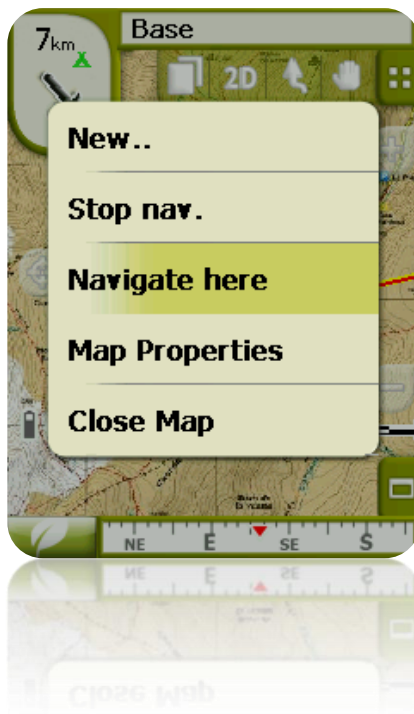 Base
7km
2D
New..
Stop nav.
Navigate here
Map Properties
Close Map
NE E SE S